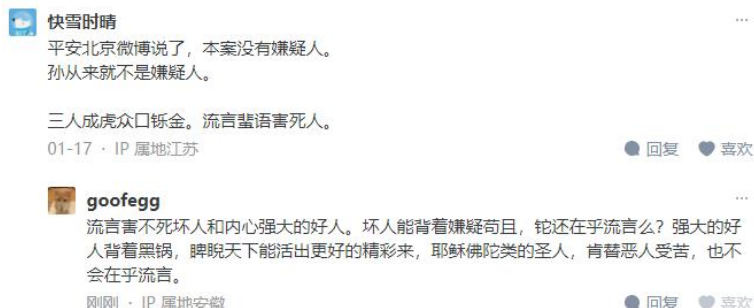 快雪时晴
平安北京微博说了，本案没有嫌疑人。
孙从来就不是嫌疑人。
三人成虎众口铄金。流言蜚语害死人。
01-17 · IP 属地江苏
回复
喜欢
goofegg
流言害不死坏人和内心强大的好人。坏人能背着嫌疑苟且，铊还在乎流言么？强大的好
人背着黑锅，睥睨天下能活出更好的精彩来，耶稣佛陀类的圣人，肯替恶人受苦，也不
会在乎流言。
刚刚 · IP 属地安徽
回复
喜欢